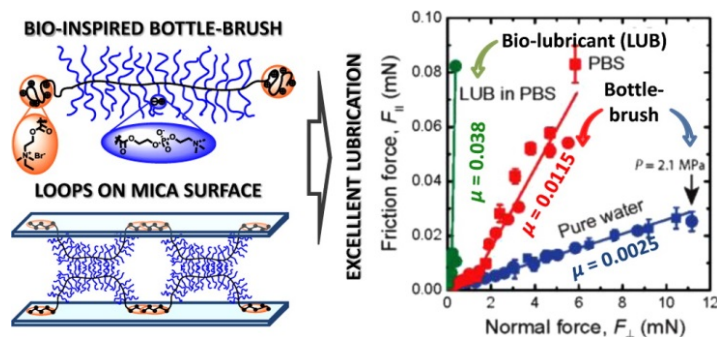 BIO-INSPIRED BOTTLE-BRUSH
O
O
N
Br-
O
O
P
O-
O
N
LOOPS ON MICA SURFACE
EXCELLENT LUBRICATION
0.10
0.08
0.06
0.04
0.02
0.00
Friction force, F|| (mN)
Bio-lubricant (LUB)
PBS
LUB in PBS
Bottle-
brush
P = 2.1 MPa
μ = 0.038
μ = 0.0115
Pure water
μ = 0.0025
0 2 4 6 8 10 12
Normal force, F⊥ (mN)